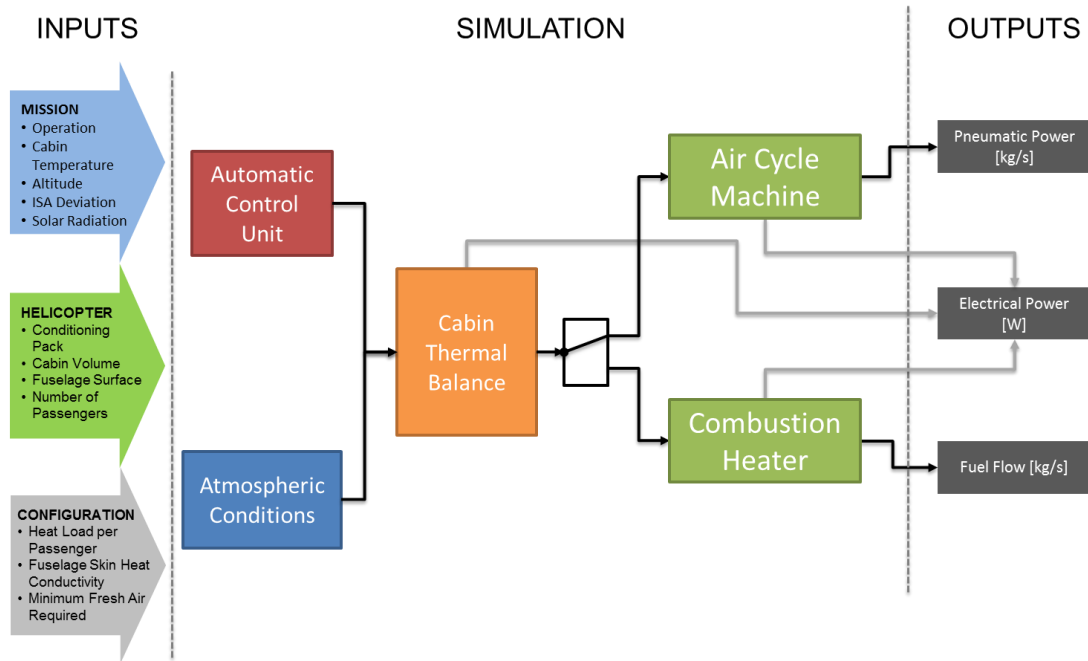 INPUTS
SIMULATION
OUTPUTS
MISSION
• Operation
• Cabin
Temperature
• Altitude
• ISA Deviation
• Solar Radiation
HELICOPTER
• Conditioning
Pack
• Cabin Volume
• Fuselage Surface
• Number of
Passengers
CONFIGURATION
• Heat Load per
Passenger
• Fuselage Skin Heat
Conductivity
• Minimum Fresh Air
Required
Automatic
Control
Unit
Atmospheric
Conditions
Cabin
Thermal
Balance
Air Cycle
Machine
Combustion
Heater
Pneumatic Power
[kg/s]
Electrical Power
[W]
Fuel Flow [kg/s]